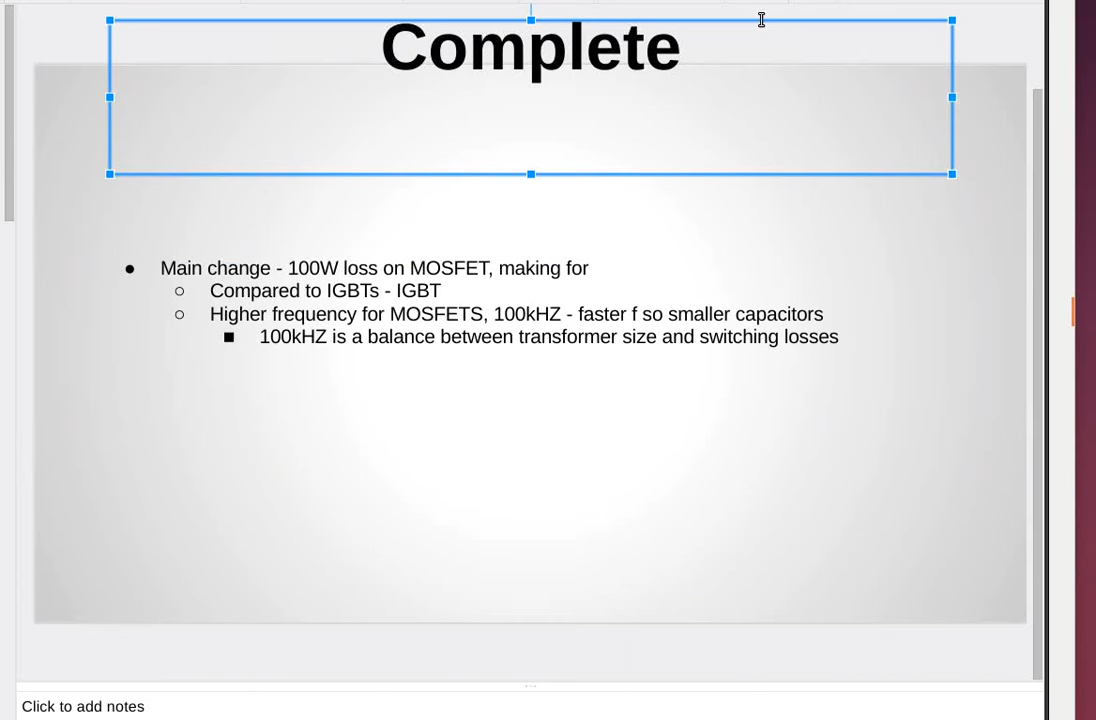 Complete
● Main change - 100W loss on MOSFET, making for
○ Compared to IGBTs - IGBT
○ Higher frequency for MOSFETS, 100kHZ - faster f so smaller capacitors
■ 100kHZ is a balance between transformer size and switching losses
Click to add notes